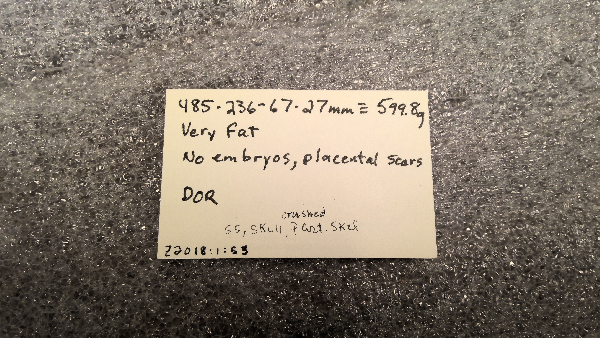 485-236-67-27mm≡599.8g
Very Fat
No embryos, placental scars
DOR
crushed
SS, Skull, Skel
Z2018:1:53